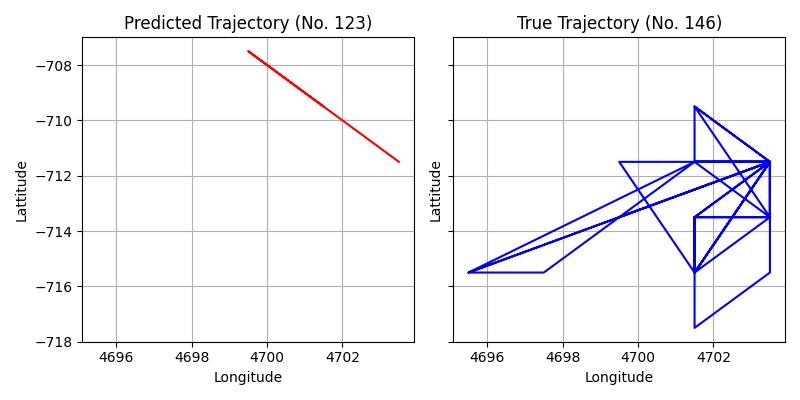 Predicted Trajectory (No. 123)
True Trajectory (No. 146)
−708
−710
−712
−714
−716
−718
Lattitude
Lattitude
4696 4698 4700 4702
4696 4698 4700 4702
Longitude
Longitude